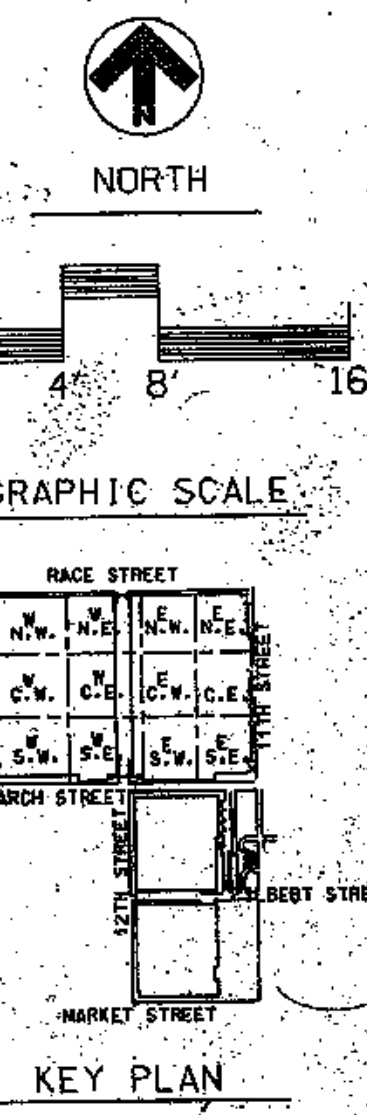 N
NORTH
4' 8' 16
GRAPHIC SCALE
RACE STREET
W N.W. W N.E. E N.W. E N.E.
W C.W. W C.E. E C.W. C.E.
W S.W. W S.E. E S.W. E S.E.
11TH STREET
ARCH STREET
12TH STREET
MARKET STREET
KEY PLAN